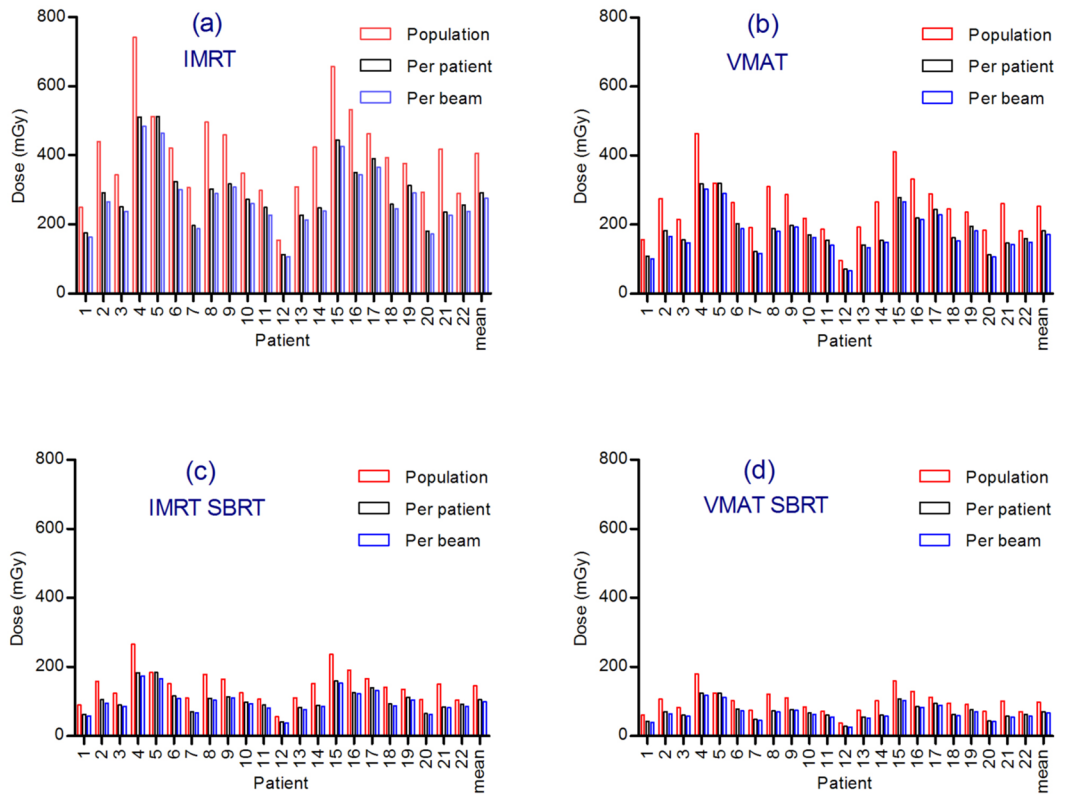 (a)
IMRT
Population
Per patient
Per beam
Dose (mGy)
800
600
400
200
0
1 2 3 4 5 6 7 8 9 10 11 12 13 14 15 16 17 18 19 20 21 22 mean
Patient
(b)
VMAT
Population
Per patient
Per beam
Dose (mGy)
800
600
400
200
0
1 2 3 4 5 6 7 8 9 10 11 12 13 14 15 16 17 18 19 20 21 22 mean
Patient
(c)
IMRT SBRT
Population
Per patient
Per beam
Dose (mGy)
800
600
400
200
0
1 2 3 4 5 6 7 8 9 10 11 12 13 14 15 16 17 18 19 20 21 22 mean
Patient
(d)
VMAT SBRT
Population
Per patient
Per beam
Dose (mGy)
800
600
400
200
0
1 2 3 4 5 6 7 8 9 10 11 12 13 14 15 16 17 18 19 20 21 22 mean
Patient